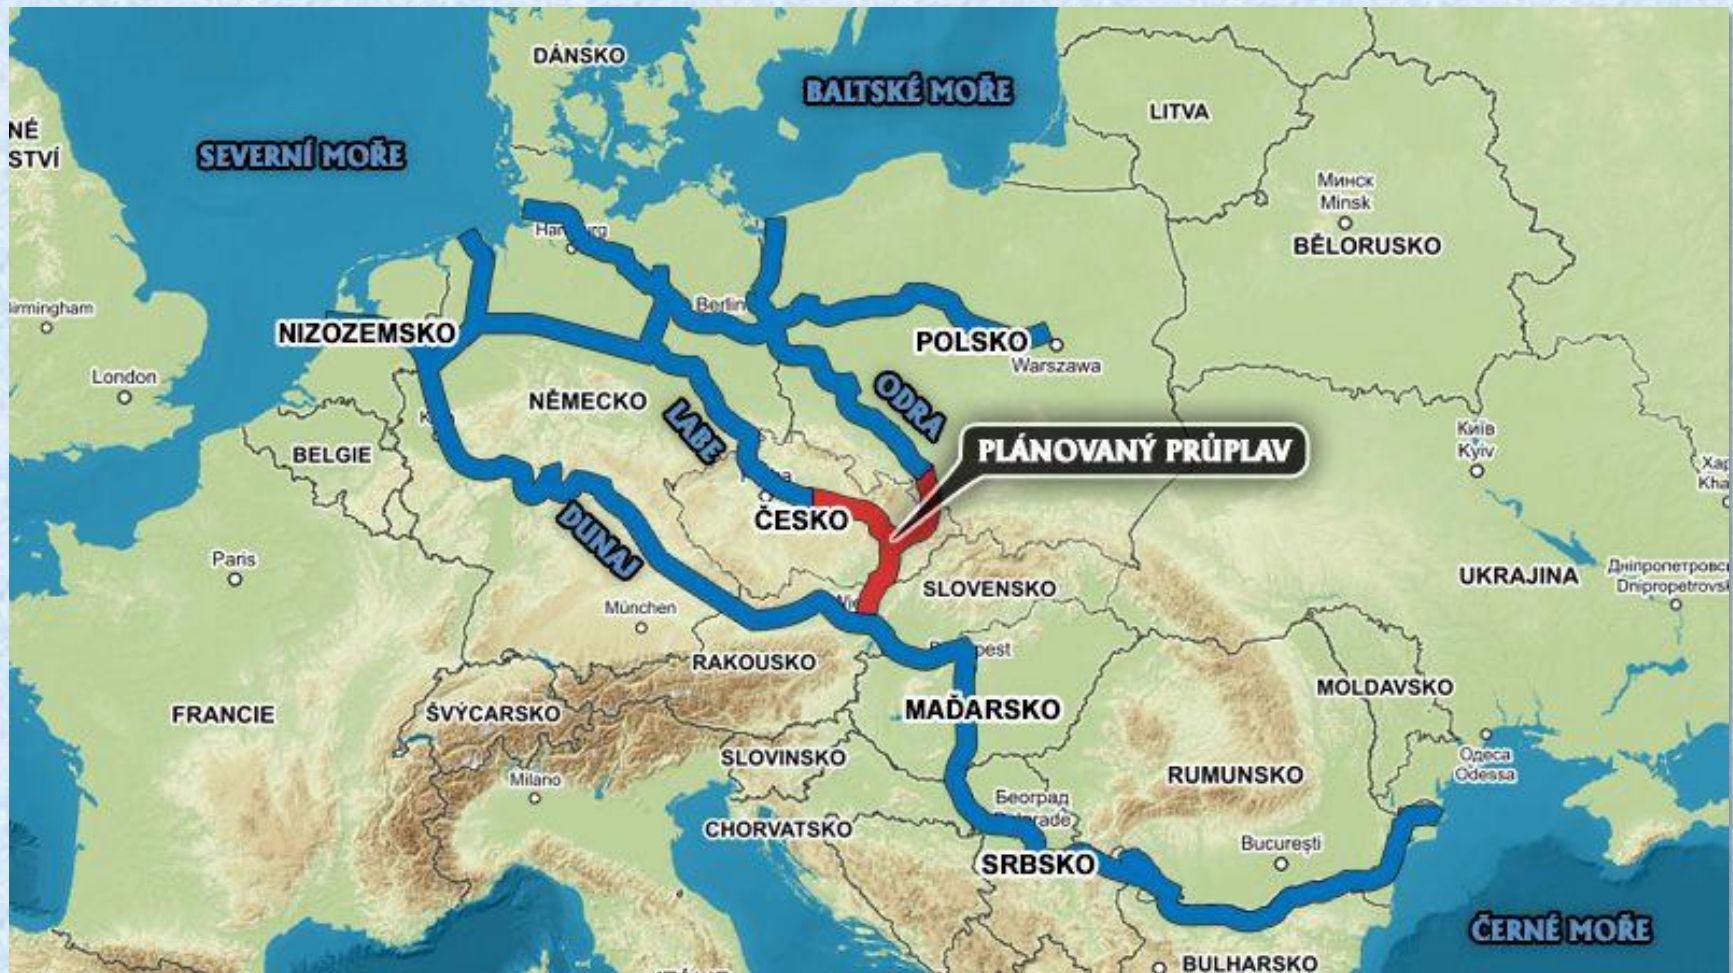 DÁNSKO
BALTSKÉ MOŘE
LITVA
NÉ
STVÍ
SEVERNÍ MOŘE
Минск
Minsk
BĚLORUSKO
Berlin
irmingham
NIZOZEMSKO
POLSKO
Warszawa
London
NĚMECKO
ODRA
LABE
PLÁNOVANÝ PRŮPLAV
Київ
Kyiv
BELGIE
ČESKO
DUNAJ
Paris
UKRAJINA
SLOVENSKO
München
RAKOUSKO
MOLDAVSKO
FRANCIE
ŠVÝCARSKO
MAĎARSKO
SLOVINSKO
Одеса
Odessa
Milano
RUMUNSKO
Београд
CHORVATSKO
București
SRBSKO
ČERNÉ MOŘE
BULHARSKO